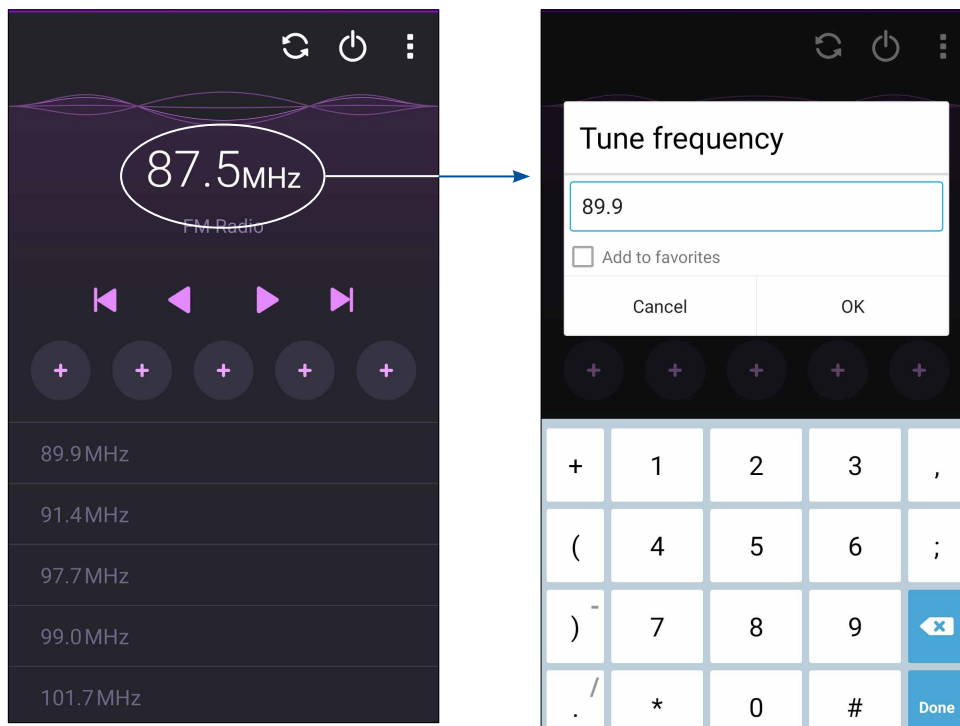 87.5MHz
FM Radio
+ + + + +
89.9MHz
91.4MHz
97.7MHz
99.0MHz
101.7MHz
Tune frequency
89.9
Add to favorites
Cancel OK
+ + + + +
+ 1 2 3 ,
( 4 5 6 ;
) - 7 8 9
. / * 0 # Done